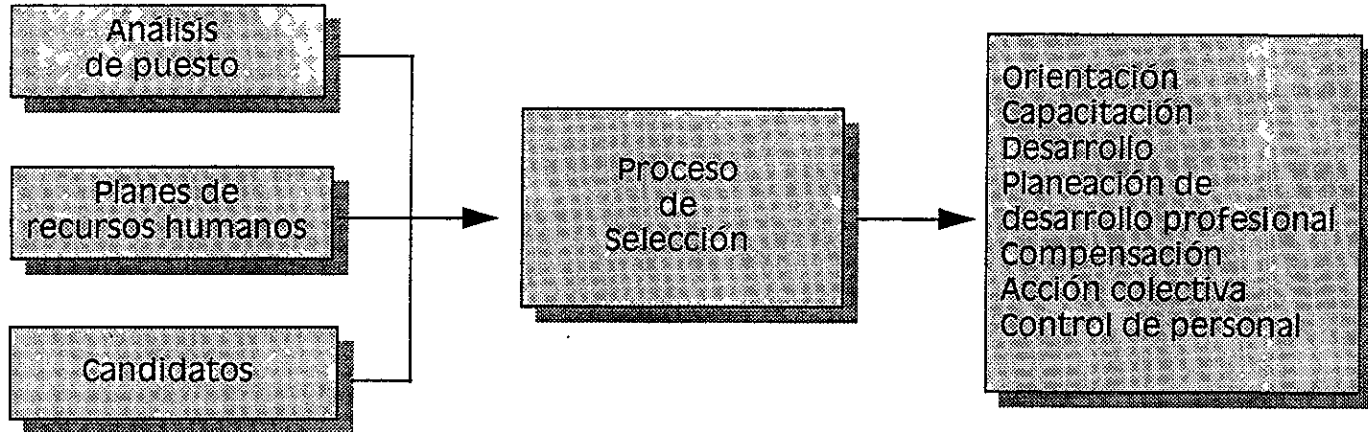 Análisis
de puesto
Planes de
recursos humanos
Candidatos
Proceso
de
Selección
Orientación
Capacitación
Desarrollo
Planeación de
desarrollo profesional
Compensación
Acción colectiva
Control de personal